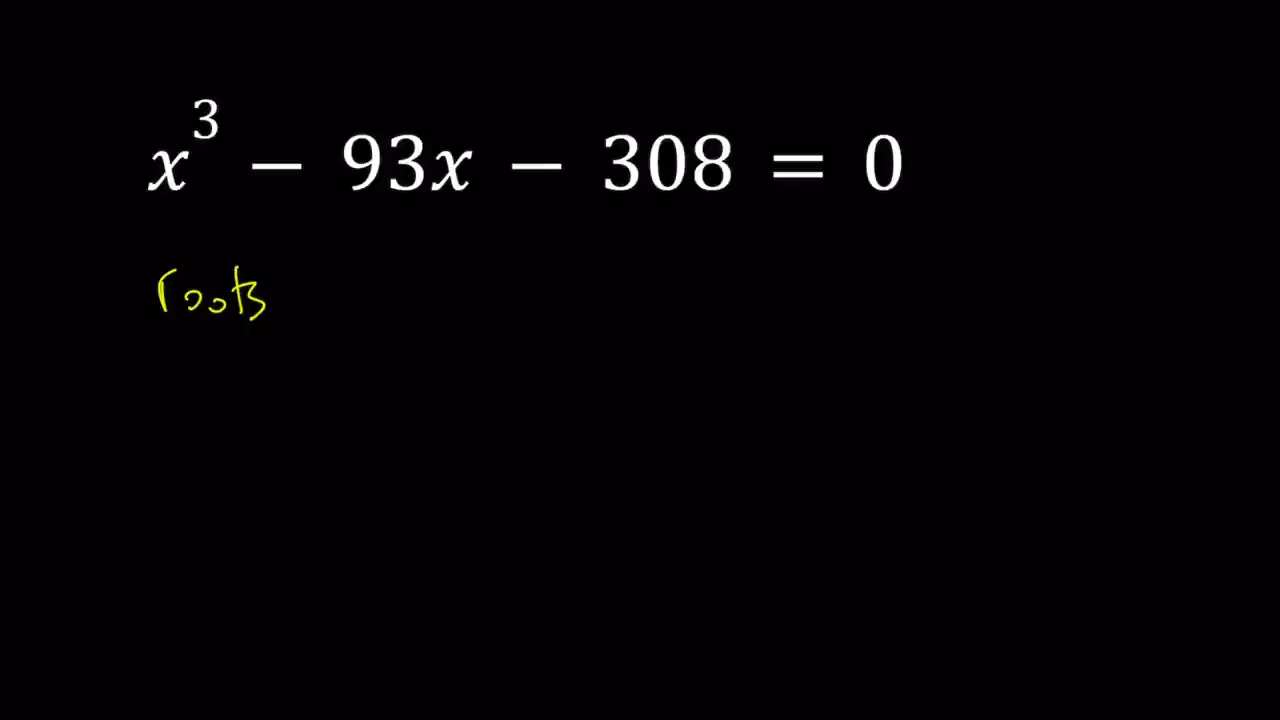 x³ − 93x − 308 = 0
roots